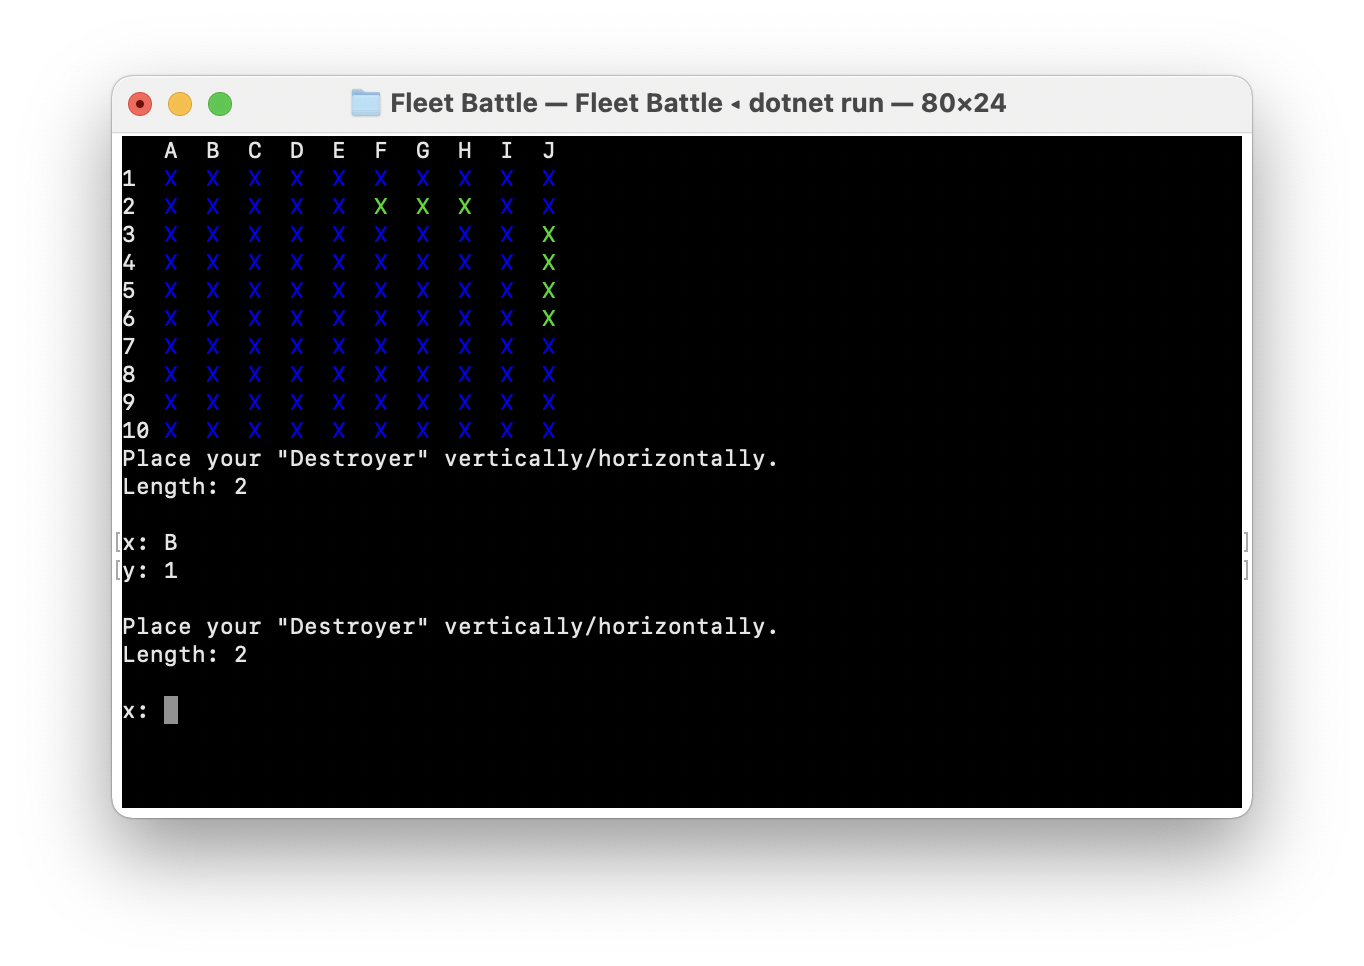 Fleet Battle — Fleet Battle ◂ dotnet run — 80×24
A B C D E F G H I J
1 X X X X X X X X X X
2 X X X X X X X X X X
3 X X X X X X X X X X
4 X X X X X X X X X X
5 X X X X X X X X X X
6 X X X X X X X X X X
7 X X X X X X X X X X
8 X X X X X X X X X X
9 X X X X X X X X X X
10 X X X X X X X X X X
Place your "Destroyer" vertically/horizontally.
Length: 2
[x: B ]
[y: 1 ]
Place your "Destroyer" vertically/horizontally.
Length: 2
x: